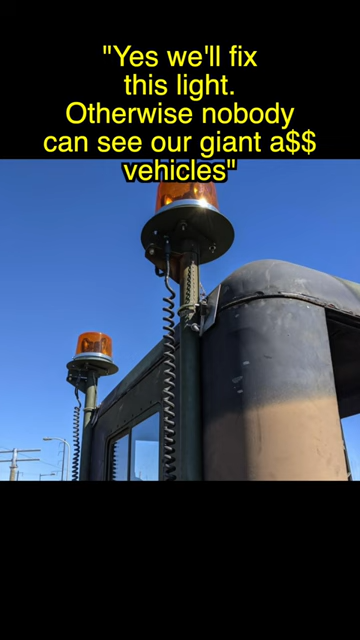 "Yes we'll fix
this light.
Otherwise nobody
can see our giant a$$
vehicles"